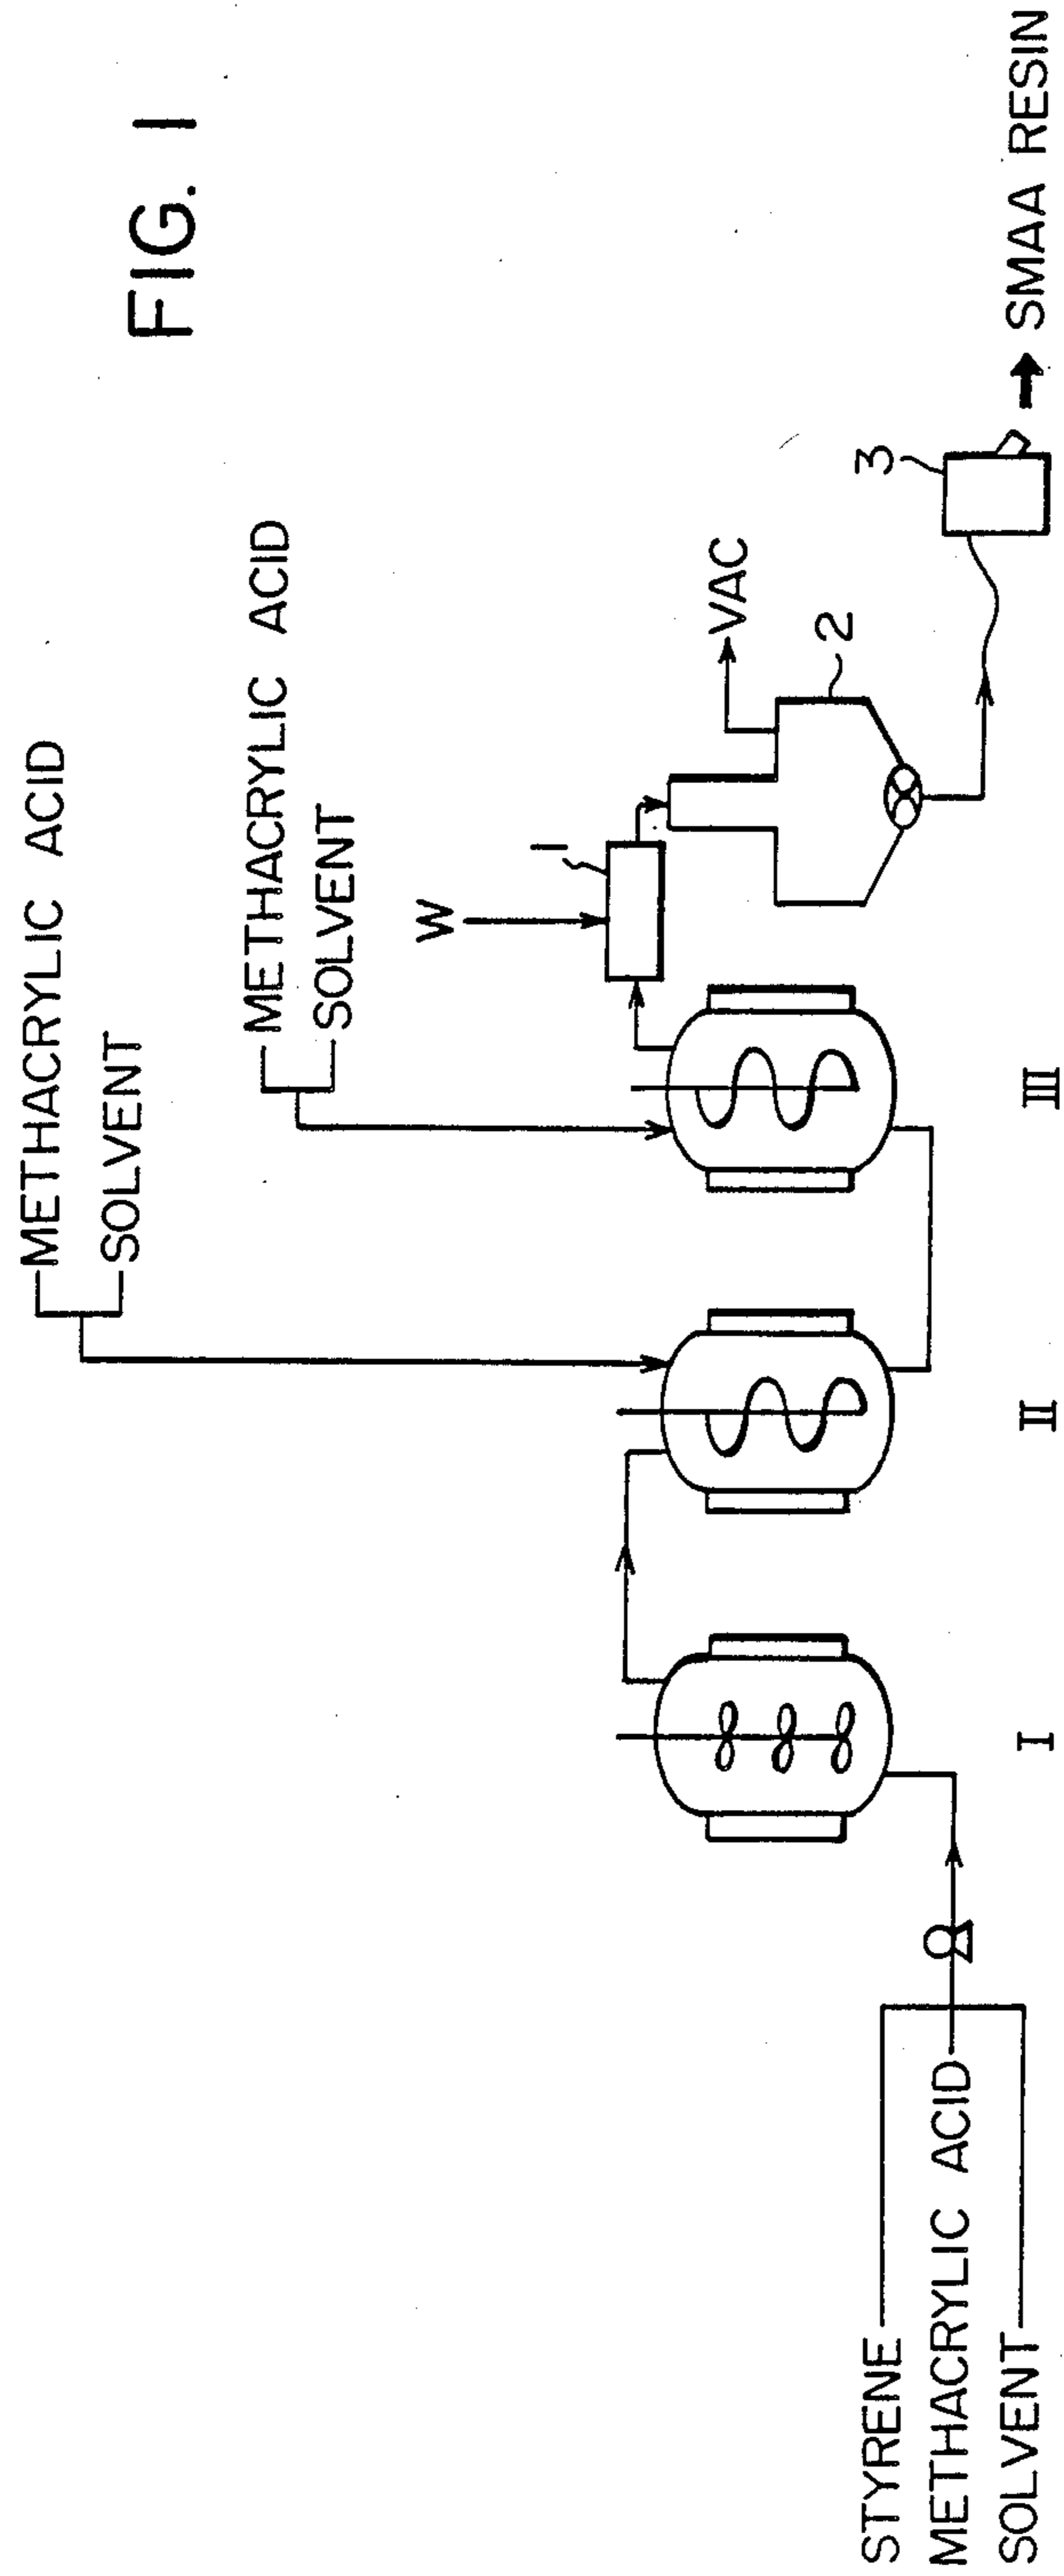 FIG. 1
METHACRYLIC ACID
SOLVENT
METHACRYLIC ACID
SOLVENT
W
1
VAC
2
3
SMAA RESIN
STYRENE
METHACRYLIC ACID
SOLVENT
I
II
III